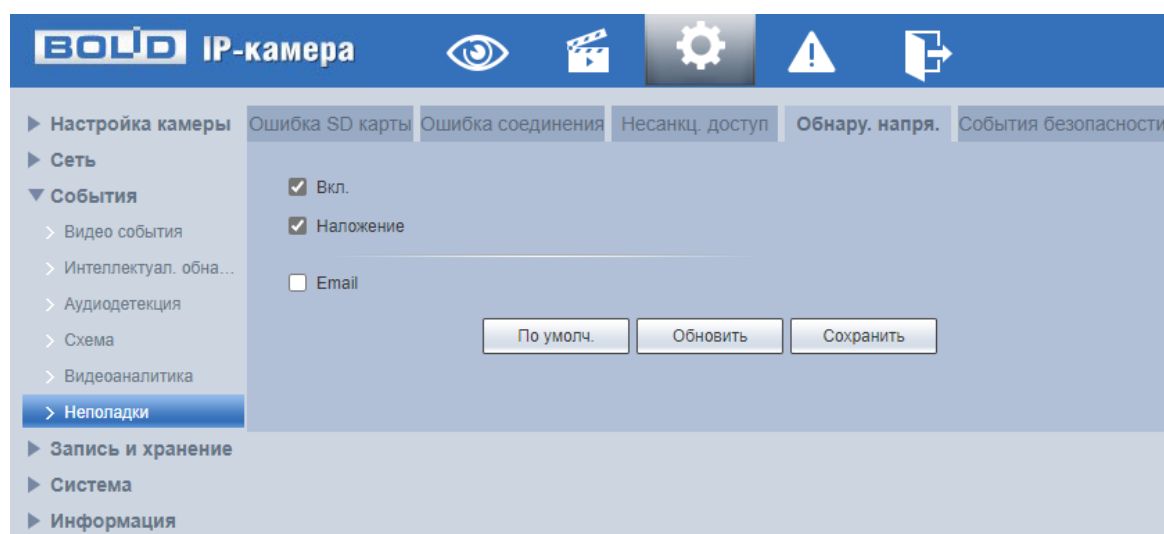 BOLID IP-камера
Настройка камеры
Сеть
События
Видео события
Интеллектуал. обна...
Аудиодетекция
Схема
Видеоаналитика
Неполадки
Запись и хранение
Система
Информация
Ошибка SD карты Ошибка соединения Несанкц. доступ Обнару. напря. События безопасности
Вкл.
Наложение
Email
По умолч. Обновить Сохранить